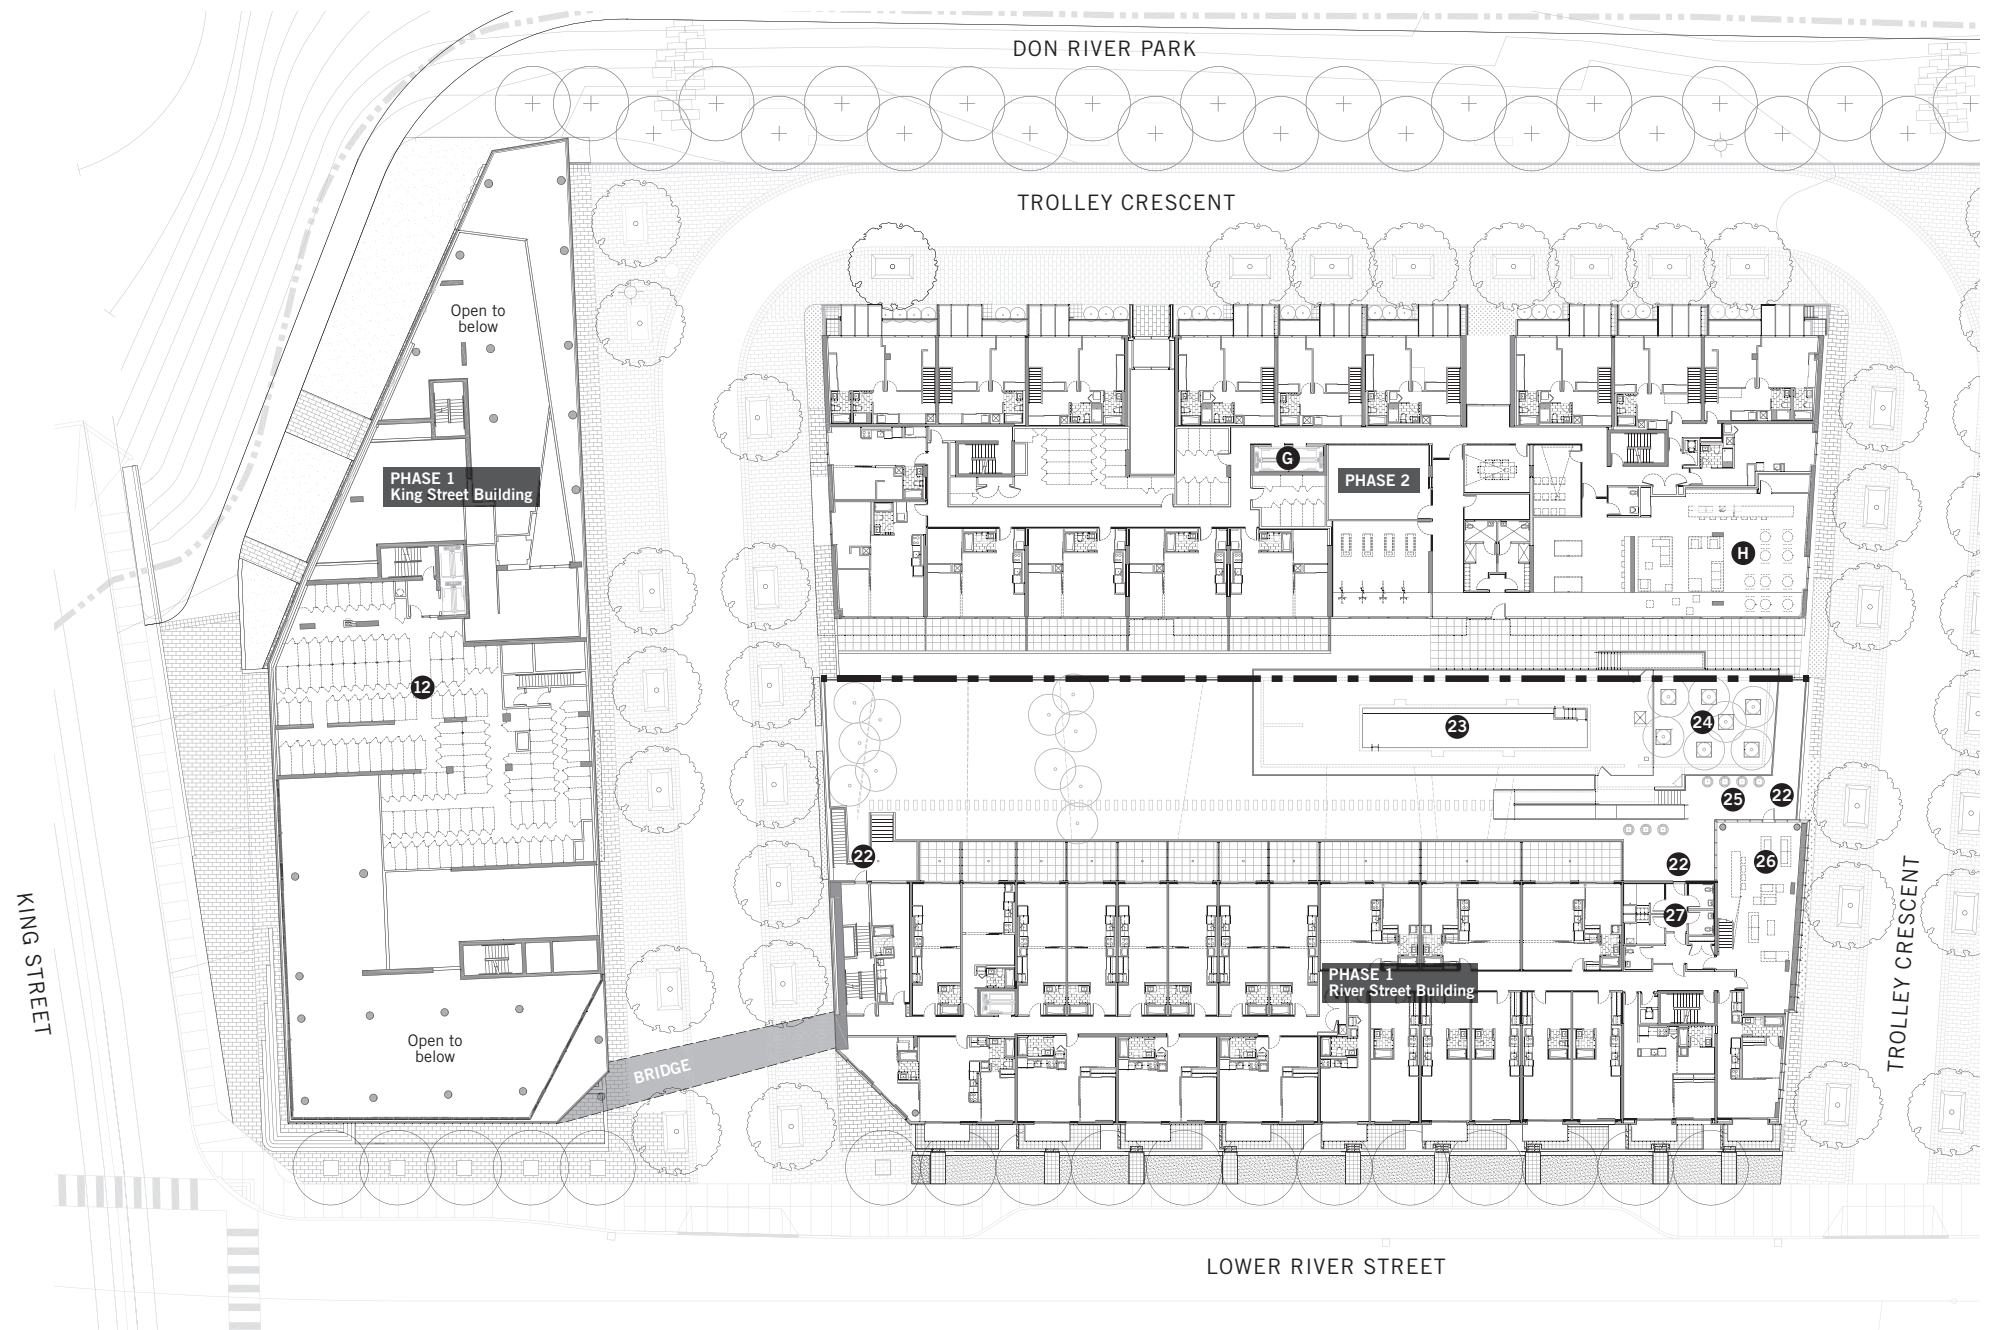 DON RIVER PARK
TROLLEY CRESCENT
Open to
below
G
PHASE 1
King Street Building
PHASE 2
H
12
23
24
25
22
22
22
26
27
KING STREET
PHASE 1
River Street Building
TROLLEY CRESCENT
Open to
below
BRIDGE
LOWER RIVER STREET